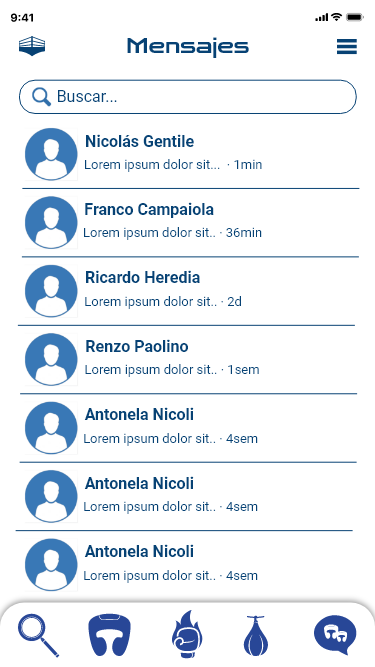 9:41
Mensajes
Buscar...
Nicolás Gentile
Lorem ipsum dolor sit... · 1min
Franco Campaiola
Lorem ipsum dolor sit.. · 36min
Ricardo Heredia
Lorem ipsum dolor sit.. · 2d
Renzo Paolino
Lorem ipsum dolor sit.. · 1sem
Antonela Nicoli
Lorem ipsum dolor sit.. · 4sem
Antonela Nicoli
Lorem ipsum dolor sit.. · 4sem
Antonela Nicoli
Lorem ipsum dolor sit.. · 4sem